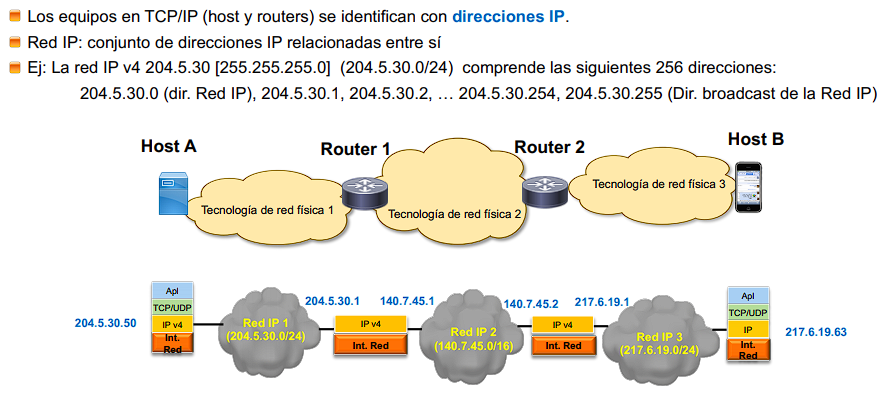 Los equipos en TCP/IP (host y routers) se identifican con direcciones IP.
Red IP: conjunto de direcciones IP relacionadas entre sí
Ej: La red IP v4 204.5.30 [255.255.255.0] (204.5.30.0/24) comprende las siguientes 256 direcciones:
204.5.30.0 (dir. Red IP), 204.5.30.1, 204.5.30.2, … 204.5.30.254, 204.5.30.255 (Dir. broadcast de la Red IP)
Host A
Router 1
Router 2
Host B
Tecnología de red física 1
Tecnología de red física 2
Tecnología de red física 3
204.5.30.50
Apl
TCP/UDP
IP v4
Int.
Red
Red IP 1
(204.5.30.0/24)
204.5.30.1
140.7.45.1
IP v4
Int. Red
Red IP 2
(140.7.45.0/16)
140.7.45.2
217.6.19.1
IP v4
Int. Red
Red IP 3
(217.6.19.0/24)
Apl
TCP/UDP
IP
Int.
Red
217.6.19.63